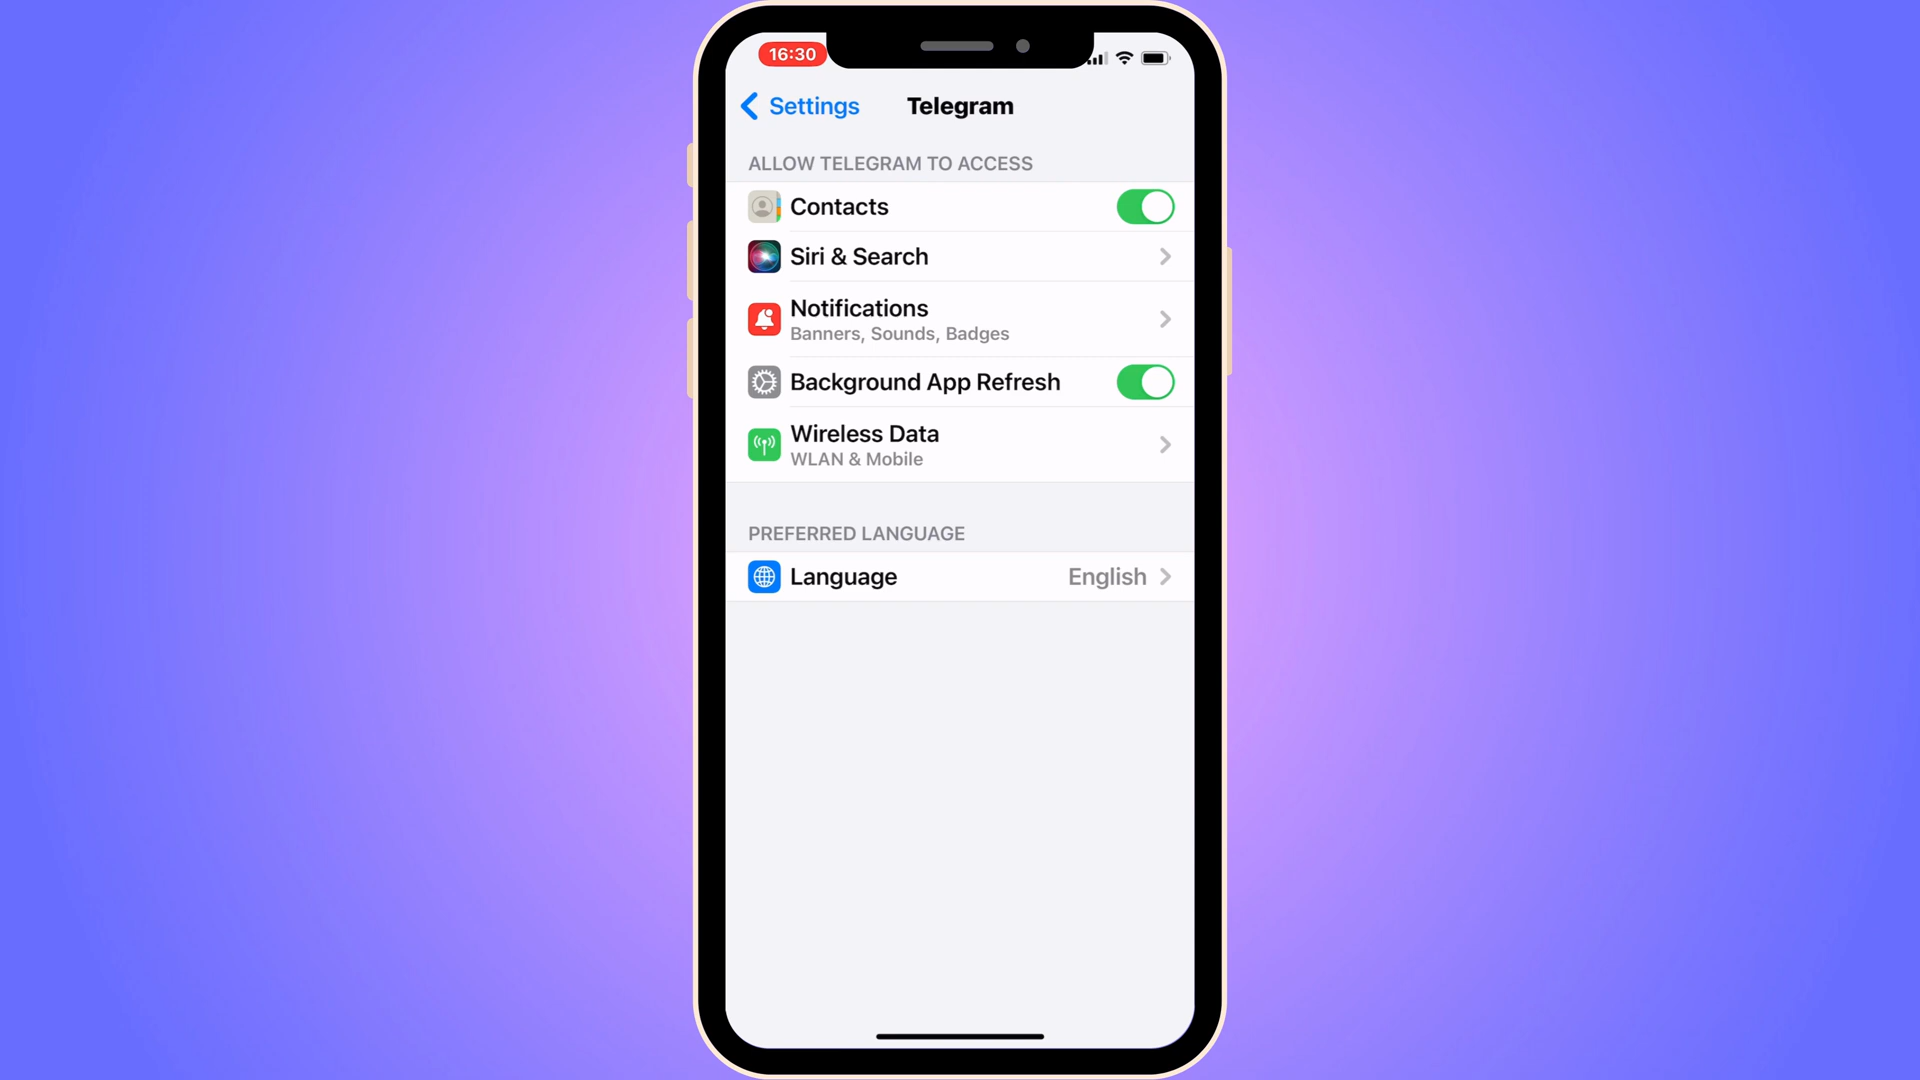 16:30
Settings
Telegram
ALLOW TELEGRAM TO ACCESS
Contacts
Siri & Search
Notifications
Banners, Sounds, Badges
Background App Refresh
Wireless Data
WLAN & Mobile
PREFERRED LANGUAGE
Language
English